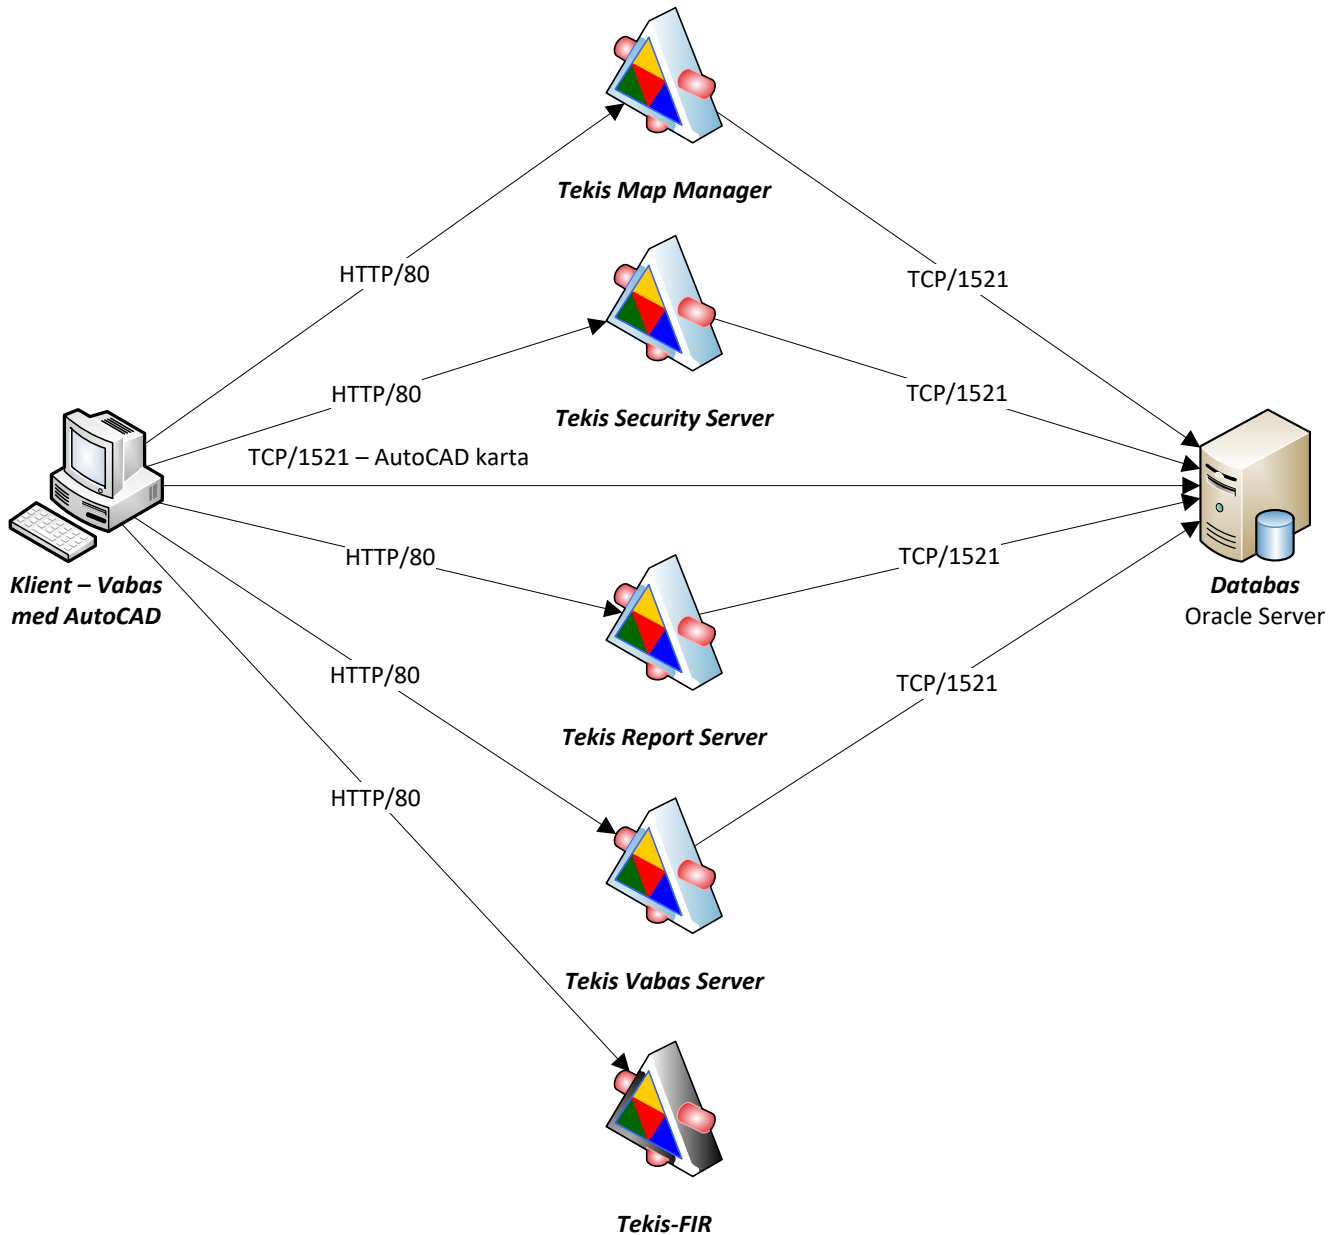 Tekis Map Manager
HTTP/80
TCP/1521
HTTP/80
TCP/1521
Tekis Security Server
TCP/1521 – AutoCAD karta
HTTP/80
TCP/1521
Klient – Vabas
med AutoCAD
Databas
Oracle Server
HTTP/80
TCP/1521
Tekis Report Server
HTTP/80
Tekis Vabas Server
Tekis-FIR